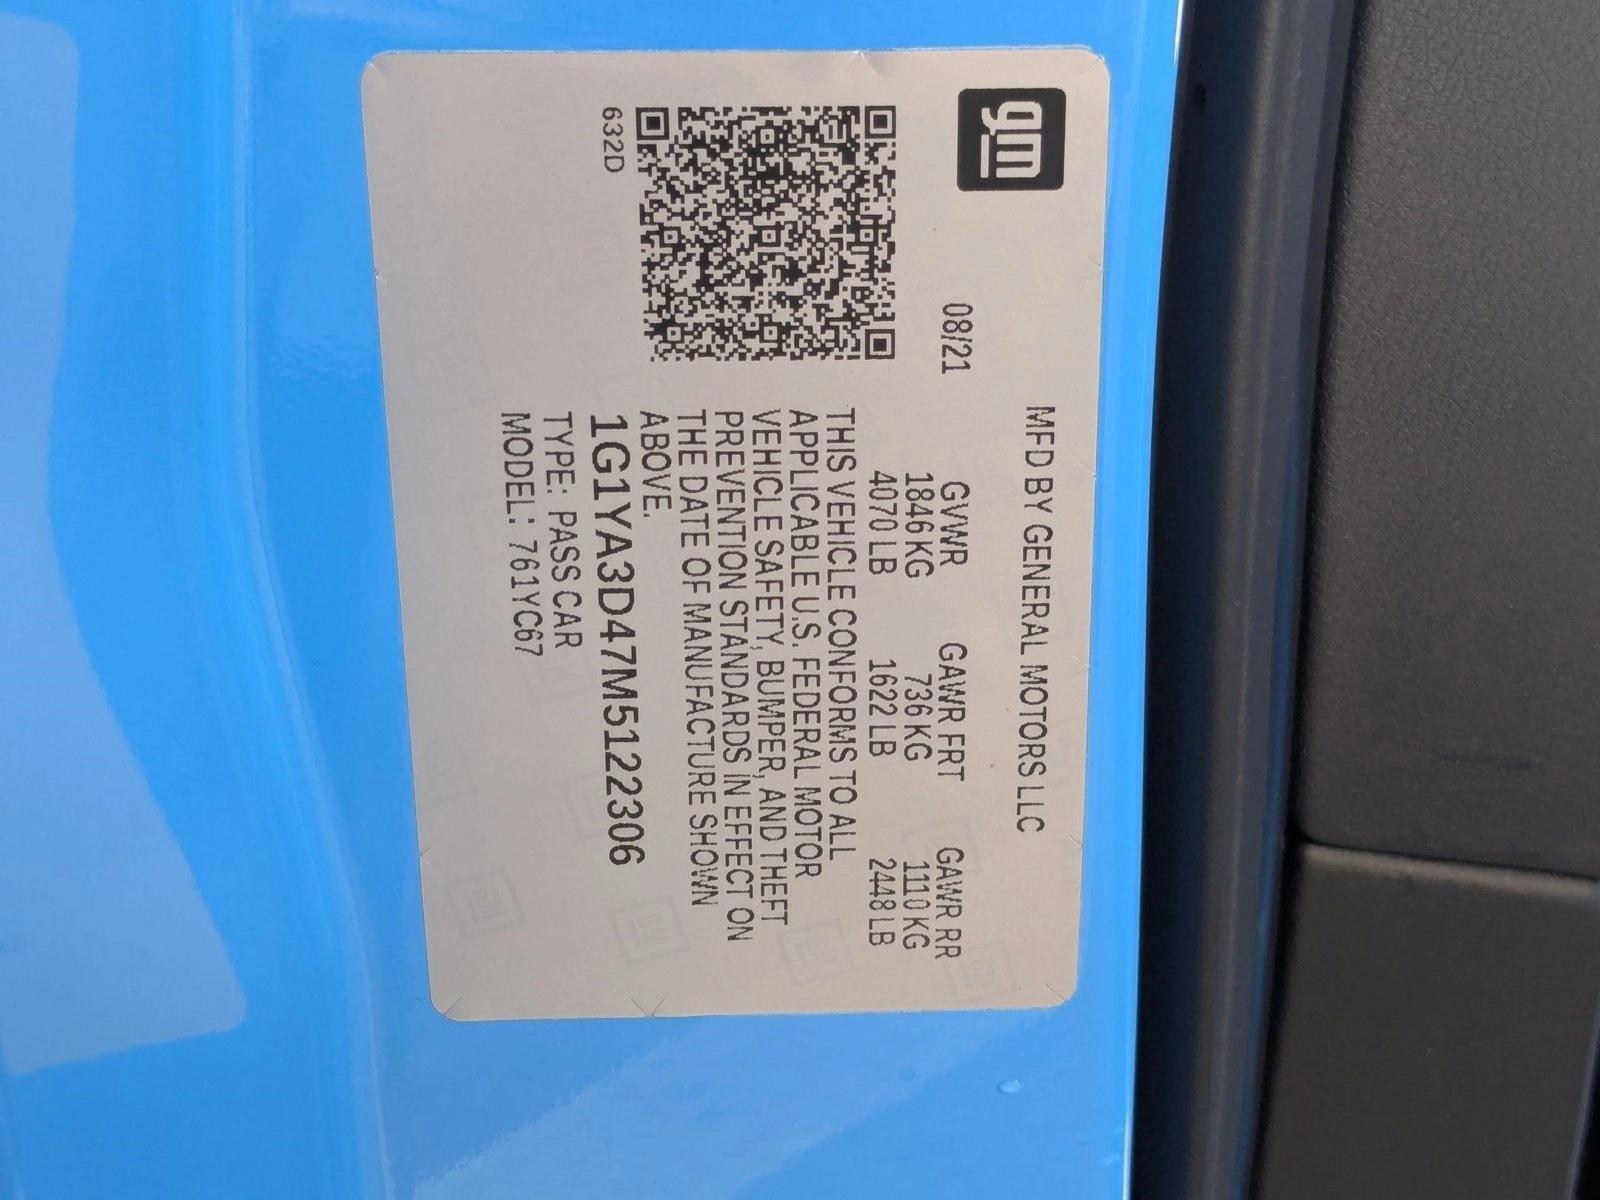 gm
MFD BY GENERAL MOTORS LLC
08/21
GVWR GAWR FRT GAWR RR
1846 KG 736 KG 1110 KG
4070 LB 1622 LB 2448 LB
THIS VEHICLE CONFORMS TO ALL
APPLICABLE U.S. FEDERAL MOTOR
VEHICLE SAFETY, BUMPER, AND THEFT
PREVENTION STANDARDS IN EFFECT ON
THE DATE OF MANUFACTURE SHOWN
ABOVE.
1G1YA3D47M5122306
TYPE: PASS CAR
MODEL: 761YC67
632D